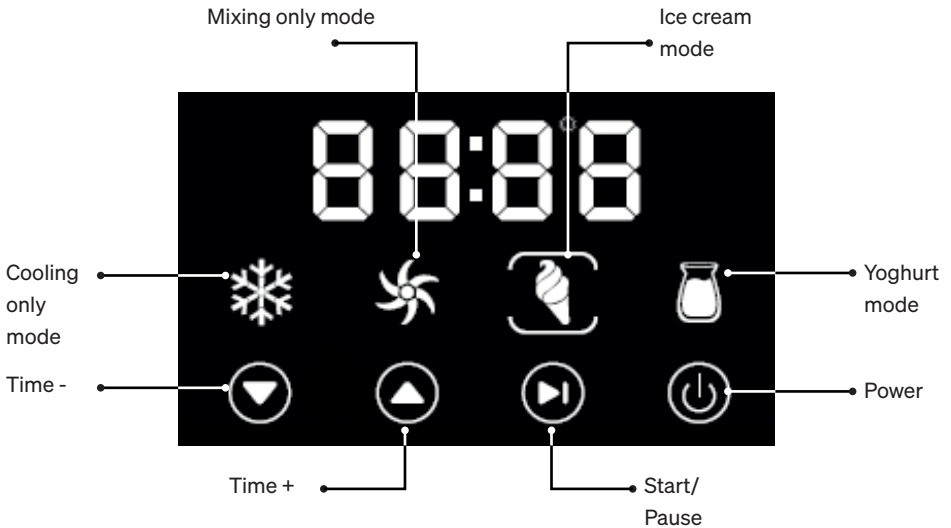 Mixing only mode
Ice cream
mode
88:88
Cooling
only
mode
Yoghurt
mode
Time -
Power
Time +
Start/
Pause